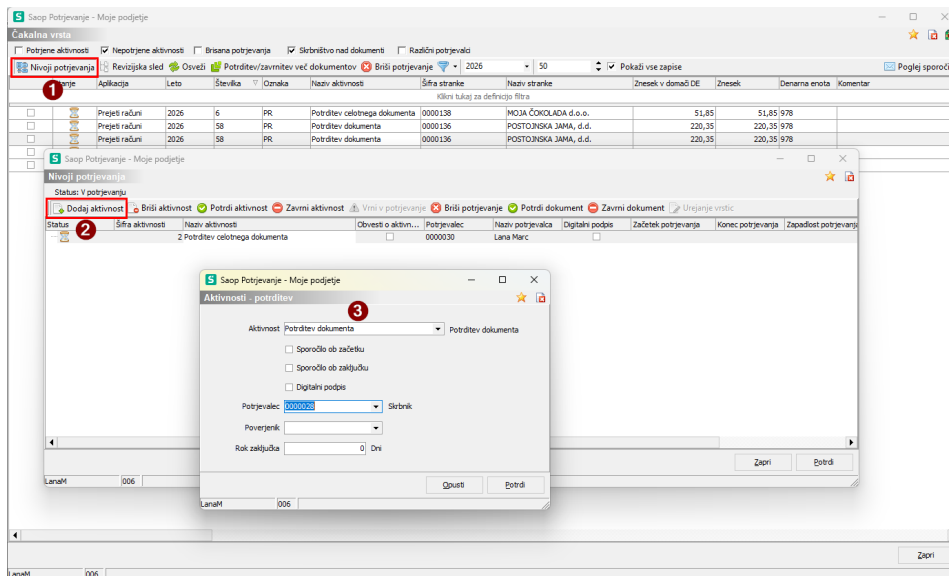 Saop Potrjevanje - Moje podjetje
Čakalna vrsta
Potrjene aktivnosti Nepotrjene aktivnosti Brisana potrjevanja Skrbništvo nad dokumenti Različni potrjevalci
Nivoji potrjevanja Revizijska sled Osveži Potrditev/zavrnitev več dokumentov Briši potrjevanje 2026 50 Pokaži vse zapise Poglej sporoči
1
anje Aplikacija Leto Številka Oznaka Naziv aktivnosti Šifra stranke Naziv stranke Znesek v domači DE Znesek Denarna enota Komentar
Klikni tukaj za definicijo filtra
Prejeti računi 2026 6 PR Potrditev celotnega dokumenta 0000138 MOJA ČOKOLADA d.o.o. 51,85 51,85 978
Prejeti računi 2026 58 PR Potrditev dokumenta 0000136 POSTOJNSKA JAMA, d.d. 220,35 220,35 978
Prejeti računi 2026 58 PR Potrditev dokumenta 0000136 POSTOJNSKA JAMA, d.d. 220,35 220,35 978
Saop Potrjevanje - Moje podjetje
Nivoji potrjevanja
Status: V potrjevanju
Dodaj aktivnost Briši aktivnost Potrdi aktivnost Zavrni aktivnost Vrni v potrjevanje Briši potrjevanje Potrdi dokument Zavrni dokument Urejanje vrstic
2
Status Šifra aktivnosti Naziv aktivnosti Obvesti o aktivn... Potrjevalec Naziv potrjevalca Digitalni podpis Začetek potrjevanja Konec potrjevanja Zapadlost potrjevanja
2 Potrditev celotnega dokumenta 0000030 Lana Marc
Saop Potrjevanje - Moje podjetje
Aktivnosti - potrditev
3
Aktivnost Potrditev dokumenta Potrditev dokumenta
Sporočilo ob začetku
Sporočilo ob zaključku
Digitalni podpis
Potrjevalec 0000028 Skrbnik
Poverjenik
Rok zaključka 0 Dni
Opusti Potrdi
LanaM 006
Zapri Potrdi
LanaM 006
Zapri
LanaM 006